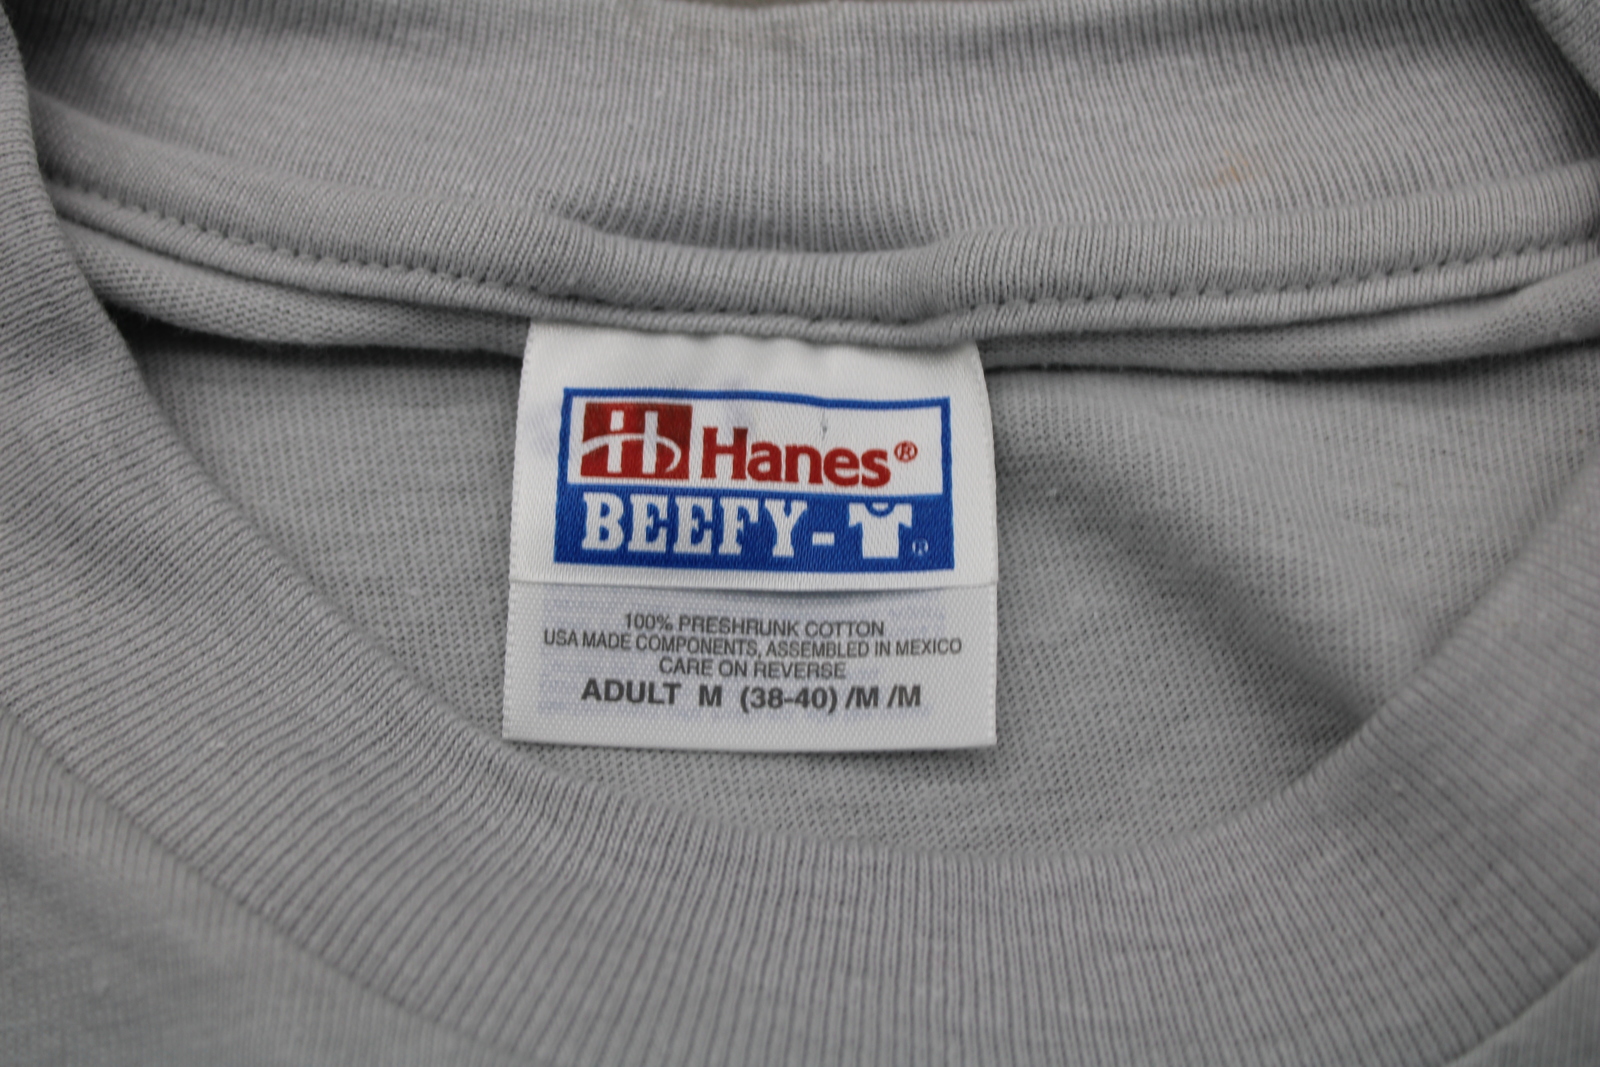 Hanes®
BEEFY-T®
100% PRESHRUNK COTTON
USA MADE COMPONENTS, ASSEMBLED IN MEXICO
CARE ON REVERSE
ADULT M (38-40) /M /M